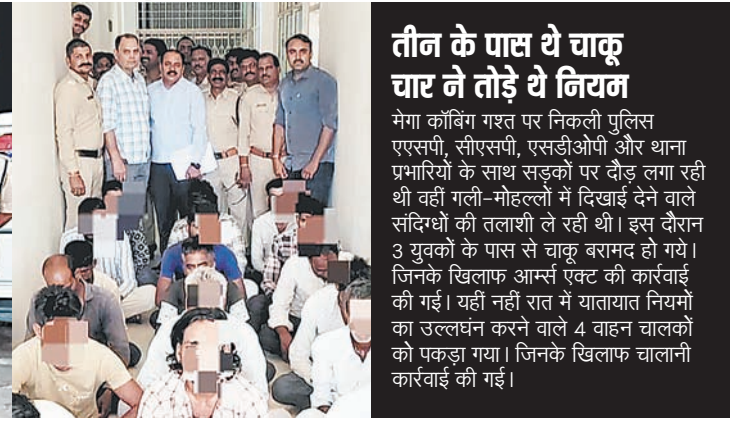 तीन के पास थे चाकू
चार ने तोड़े थे नियम
मेगा कॉबिंग गश्त पर निकली पुलिस
एएसपी, सीएसपी, एसडीओपी और थाना
प्रभारियों के साथ सड़कों पर दौड़ लगा रही
थी वहीं गली-मोहल्लों में दिखाई देने वाले
संदिग्धों की तलाशी ले रही थी। इस दौरान
3 युवकों के पास से चाकू बरामद हो गये।
जिनके खिलाफ आर्म्स एक्ट की कार्रवाई
की गई। यहीं नहीं रात में यातायात नियमों
का उल्लघंन करने वाले 4 वाहन चालकों
को पकड़ा गया। जिनके खिलाफ चालानी
कार्रवाई की गई।